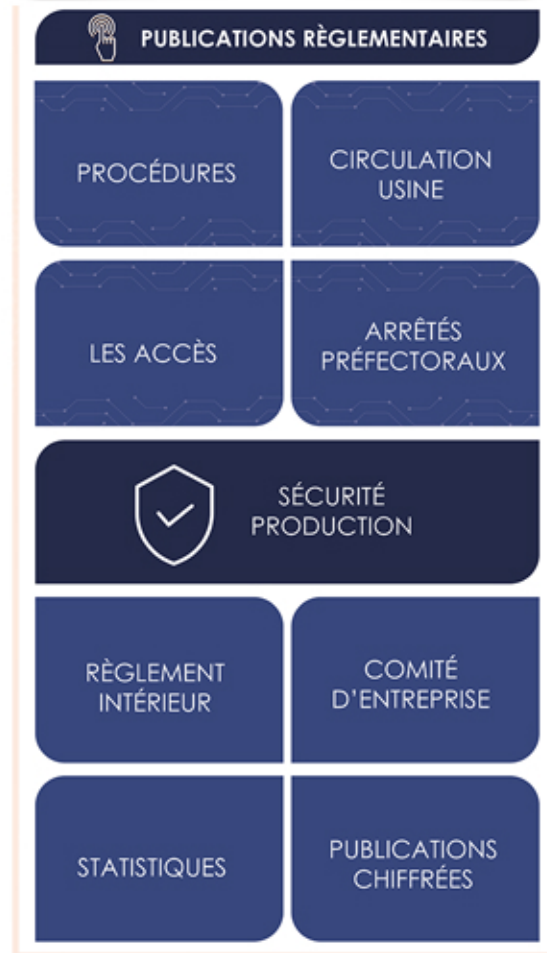 PUBLICATIONS RÈGLEMENTAIRES
PROCÉDURES
CIRCULATION
USINE
LES ACCÈS
ARRÊTÉS
PRÉFECTORAUX
SÉCURITÉ
PRODUCTION
RÈGLEMENT
INTÉRIEUR
COMITÉ
D'ENTREPRISE
STATISTIQUES
PUBLICATIONS
CHIFFRÉES